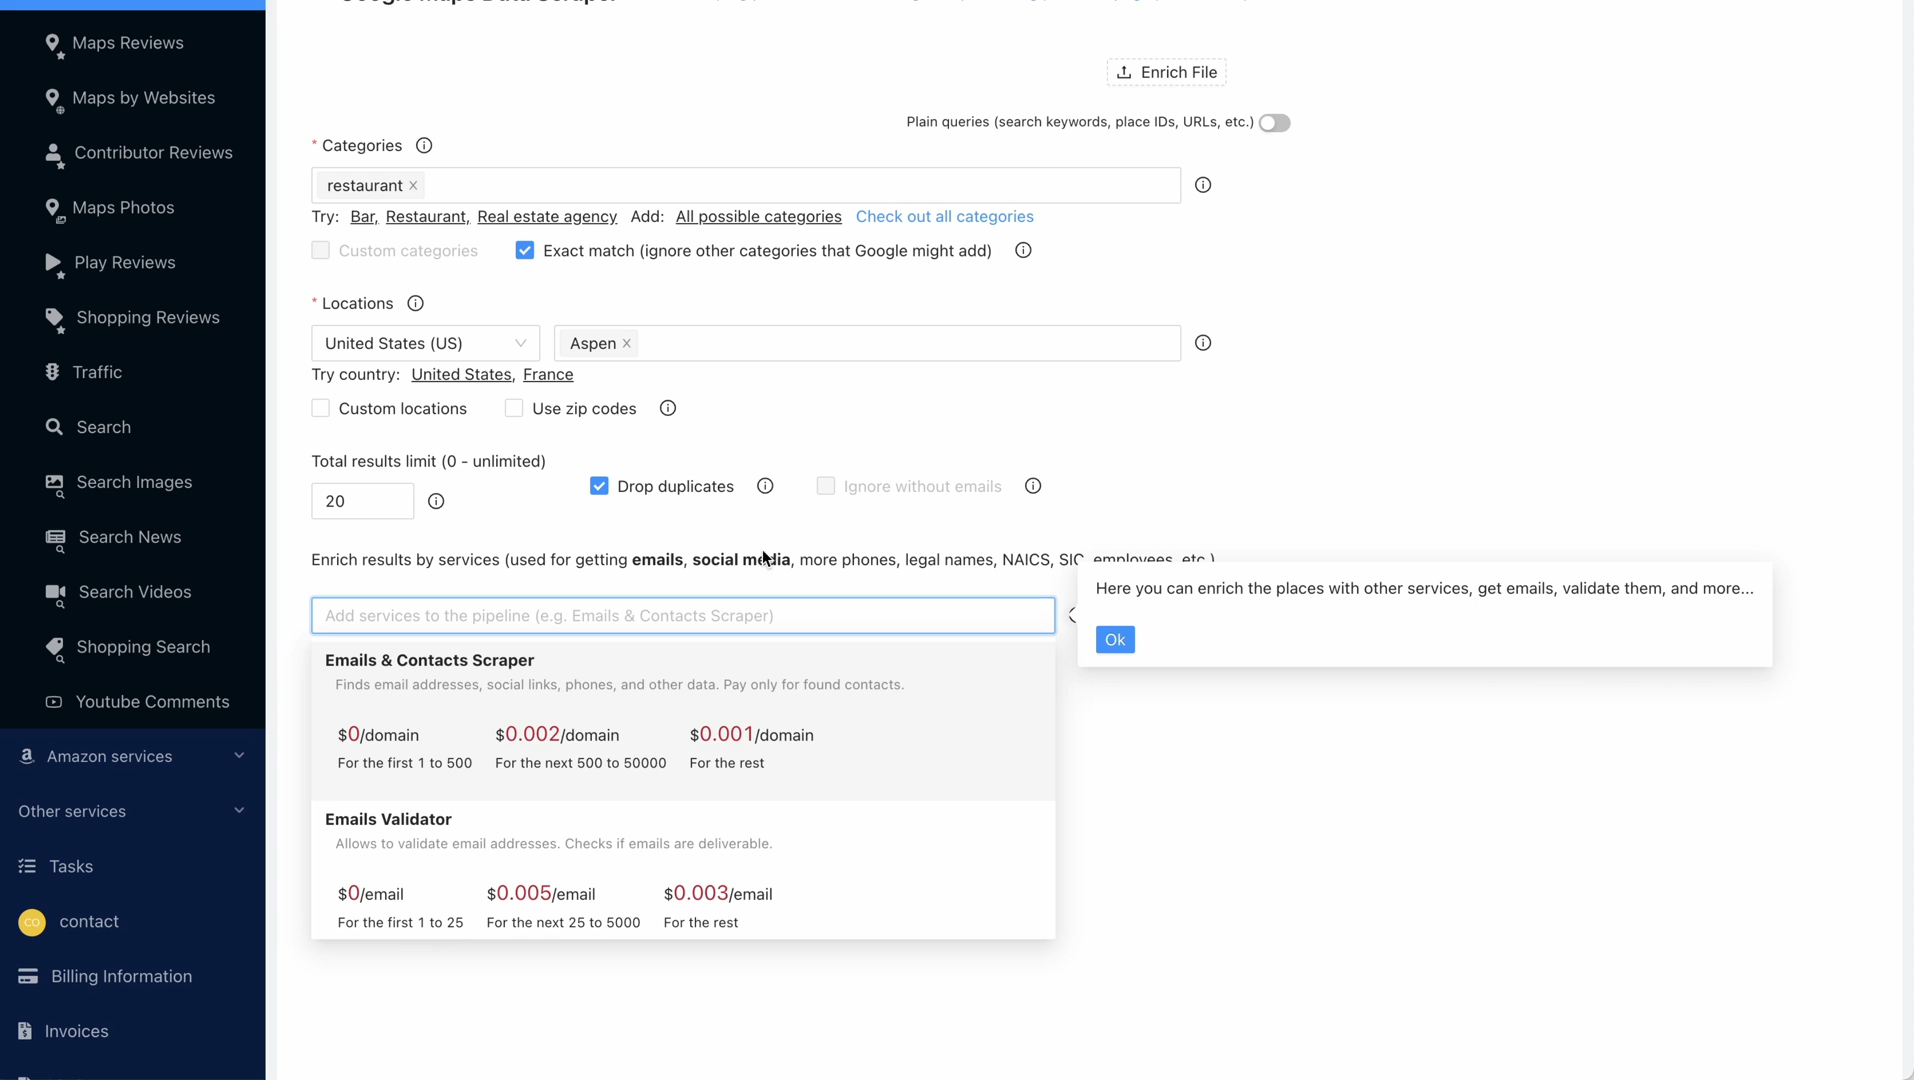 Google Maps Data Scraper
Maps Reviews
Maps by Websites
Contributor Reviews
Maps Photos
Play Reviews
Shopping Reviews
Traffic
Search
Search Images
Search News
Search Videos
Shopping Search
Youtube Comments
Amazon services
Other services
Tasks
CO
contact
Billing Information
Invoices
Enrich File
Plain queries (search keywords, place IDs, URLs, etc.)
* Categories
restaurant
Try: Bar, Restaurant, Real estate agency Add: All possible categories Check out all categories
Custom categories Exact match (ignore other categories that Google might add)
* Locations
United States (US) Aspen
Try country: United States, France
Custom locations Use zip codes
Total results limit (0 - unlimited)
20 Drop duplicates Ignore without emails
Enrich results by services (used for getting emails, social media, more phones, legal names, NAICS, SIC, employees, etc.)
Here you can enrich the places with other services, get emails, validate them, and more...
Ok
Add services to the pipeline (e.g. Emails & Contacts Scraper)
Emails & Contacts Scraper
Finds email addresses, social links, phones, and other data. Pay only for found contacts.
$0/domain $0.002/domain $0.001/domain
For the first 1 to 500 For the next 500 to 50000 For the rest
Emails Validator
Allows to validate email addresses. Checks if emails are deliverable.
$0/email $0.005/email $0.003/email
For the first 1 to 25 For the next 25 to 5000 For the rest